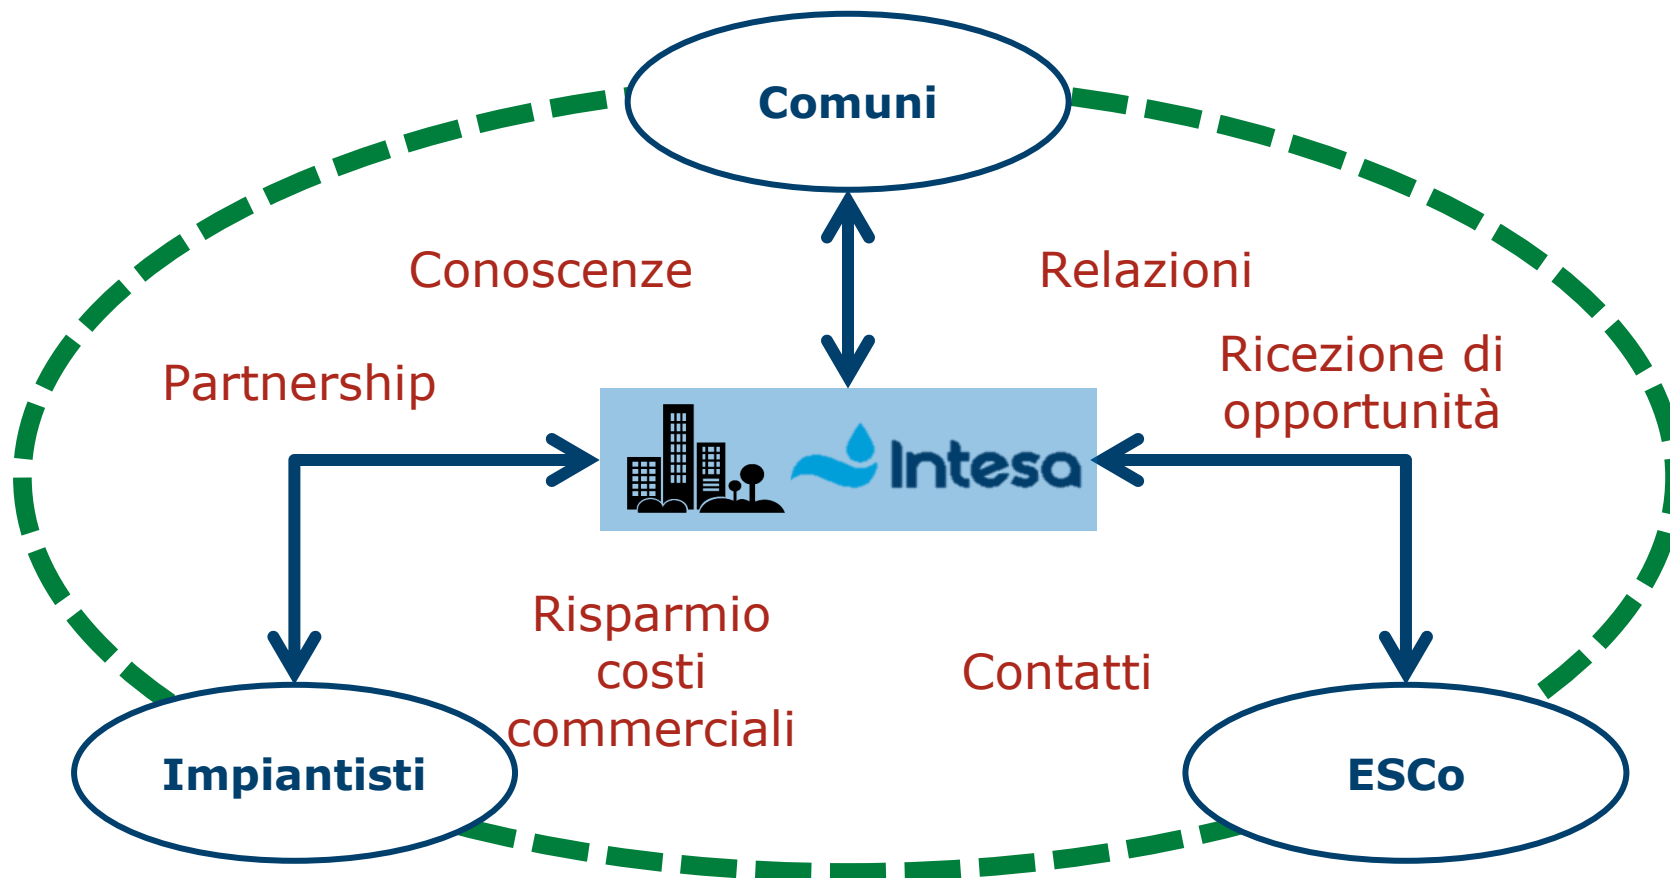 Comuni
Conoscenze
Relazioni
Partnership
Ricezione di
opportunità
Intesa
Risparmio
costi
commerciali
Contatti
Impiantisti
ESCo